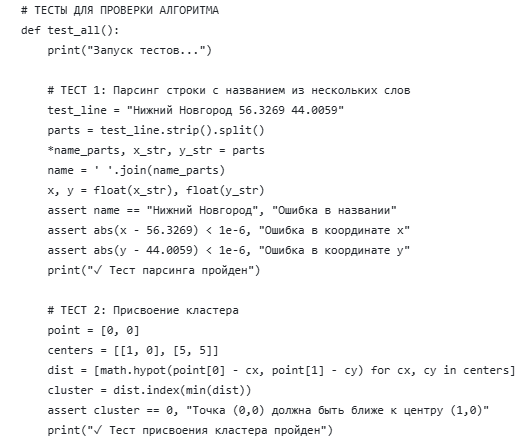 # ТЕСТЫ ДЛЯ ПРОВЕРКИ АЛГОРИТМА
def test_all():
    print("Запуск тестов...")

    # ТЕСТ 1: Парсинг строки с названием из нескольких слов
    test_line = "Нижний Новгород 56.3269 44.0059"
    parts = test_line.strip().split()
    *name_parts, x_str, y_str = parts
    name = ' '.join(name_parts)
    x, y = float(x_str), float(y_str)
    assert name == "Нижний Новгород", "Ошибка в названии"
    assert abs(x - 56.3269) < 1e-6, "Ошибка в координате x"
    assert abs(y - 44.0059) < 1e-6, "Ошибка в координате y"
    print("✓ Тест парсинга пройден")

    # ТЕСТ 2: Присвоение кластера
    point = [0, 0]
    centers = [[1, 0], [5, 5]]
    dist = [math.hypot(point[0] - cx, point[1] - cy) for cx, cy in centers]
    cluster = dist.index(min(dist))
    assert cluster == 0, "Точка (0,0) должна быть ближе к центру (1,0)"
    print("✓ Тест присвоения кластера пройден")